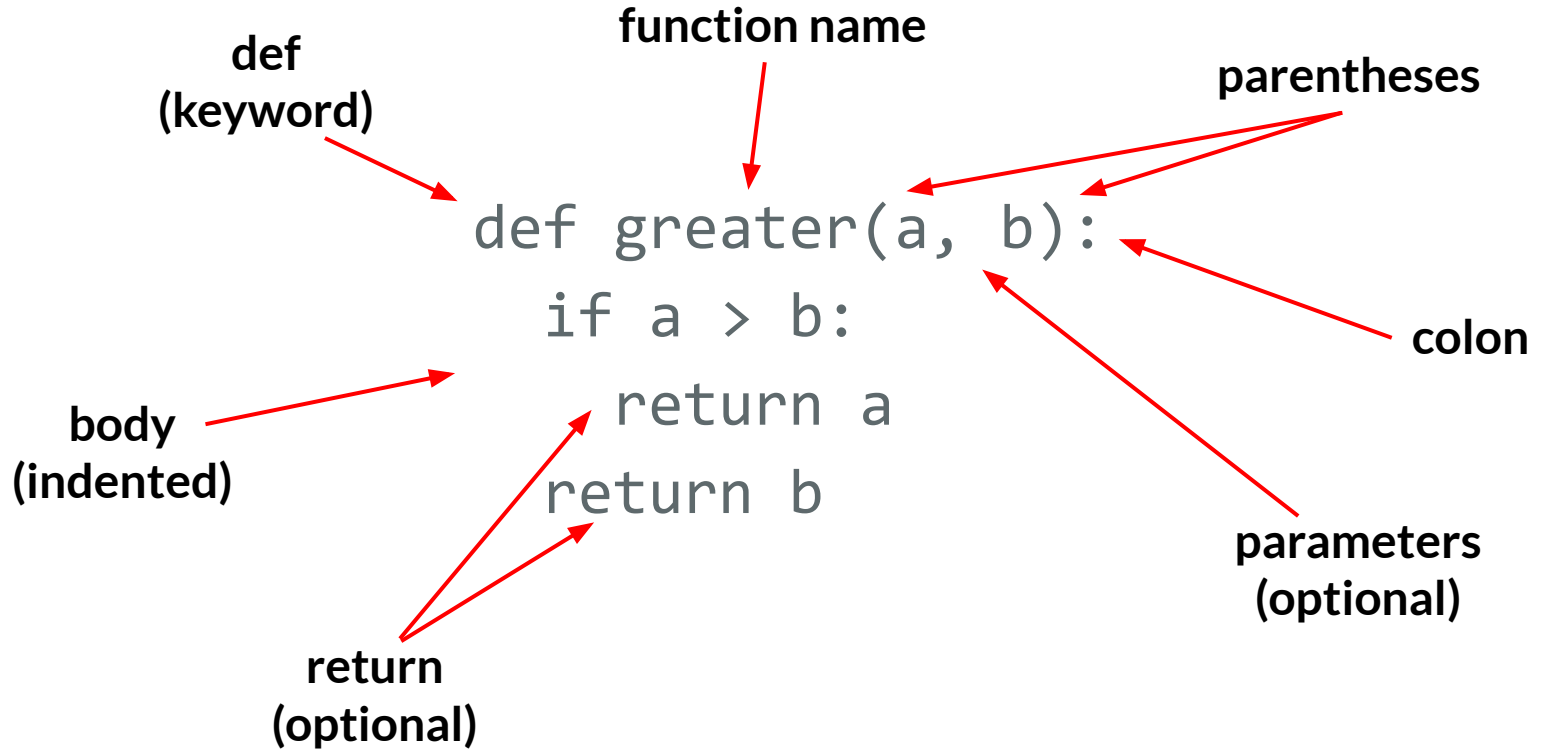 function name
def
(keyword)
parentheses
def greater(a, b):
if a > b:
return a
return b
colon
body
(indented)
parameters
(optional)
return
(optional)